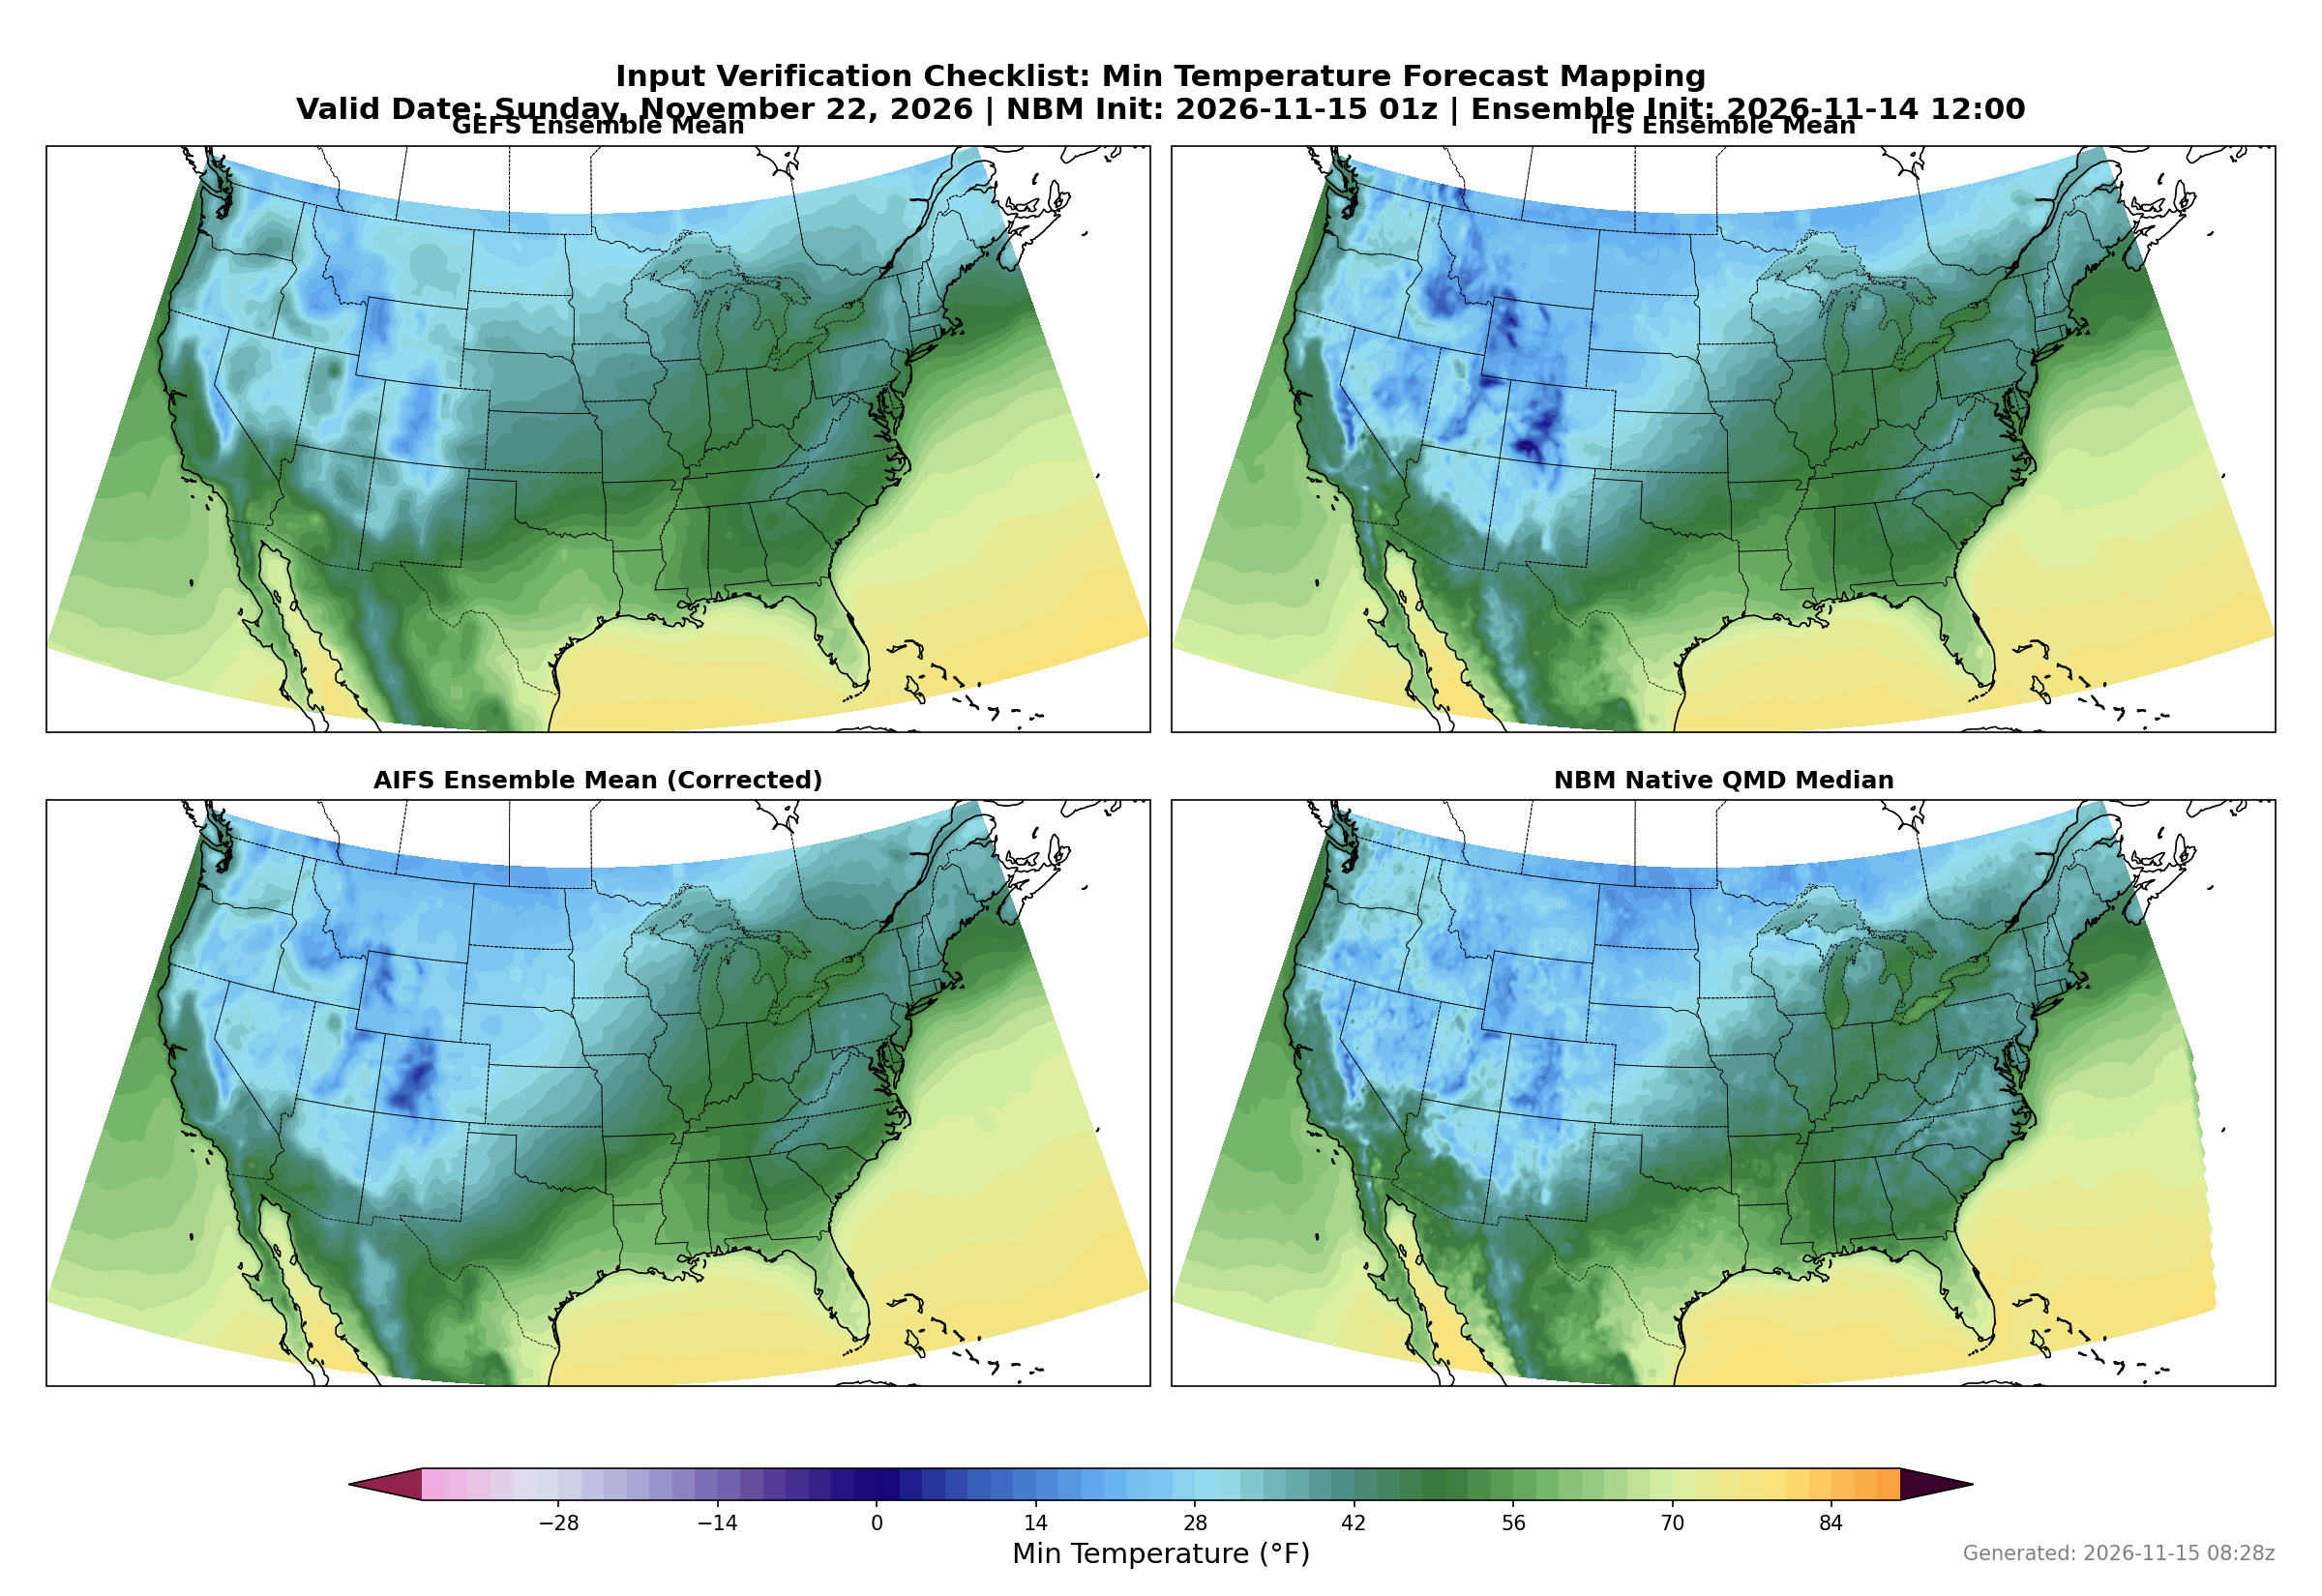 Input Verification Checklist: Min Temperature Forecast Mapping
Valid Date: Sunday, November 22, 2026 | NBM Init: 2026-11-15 01z | Ensemble Init: 2026-11-14 12:00
GEFS Ensemble Mean
IFS Ensemble Mean
AIFS Ensemble Mean (Corrected)
NBM Native QMD Median
−28
−14
0
14
28
42
56
70
84
Min Temperature (°F)
Generated: 2026-11-15 08:28z